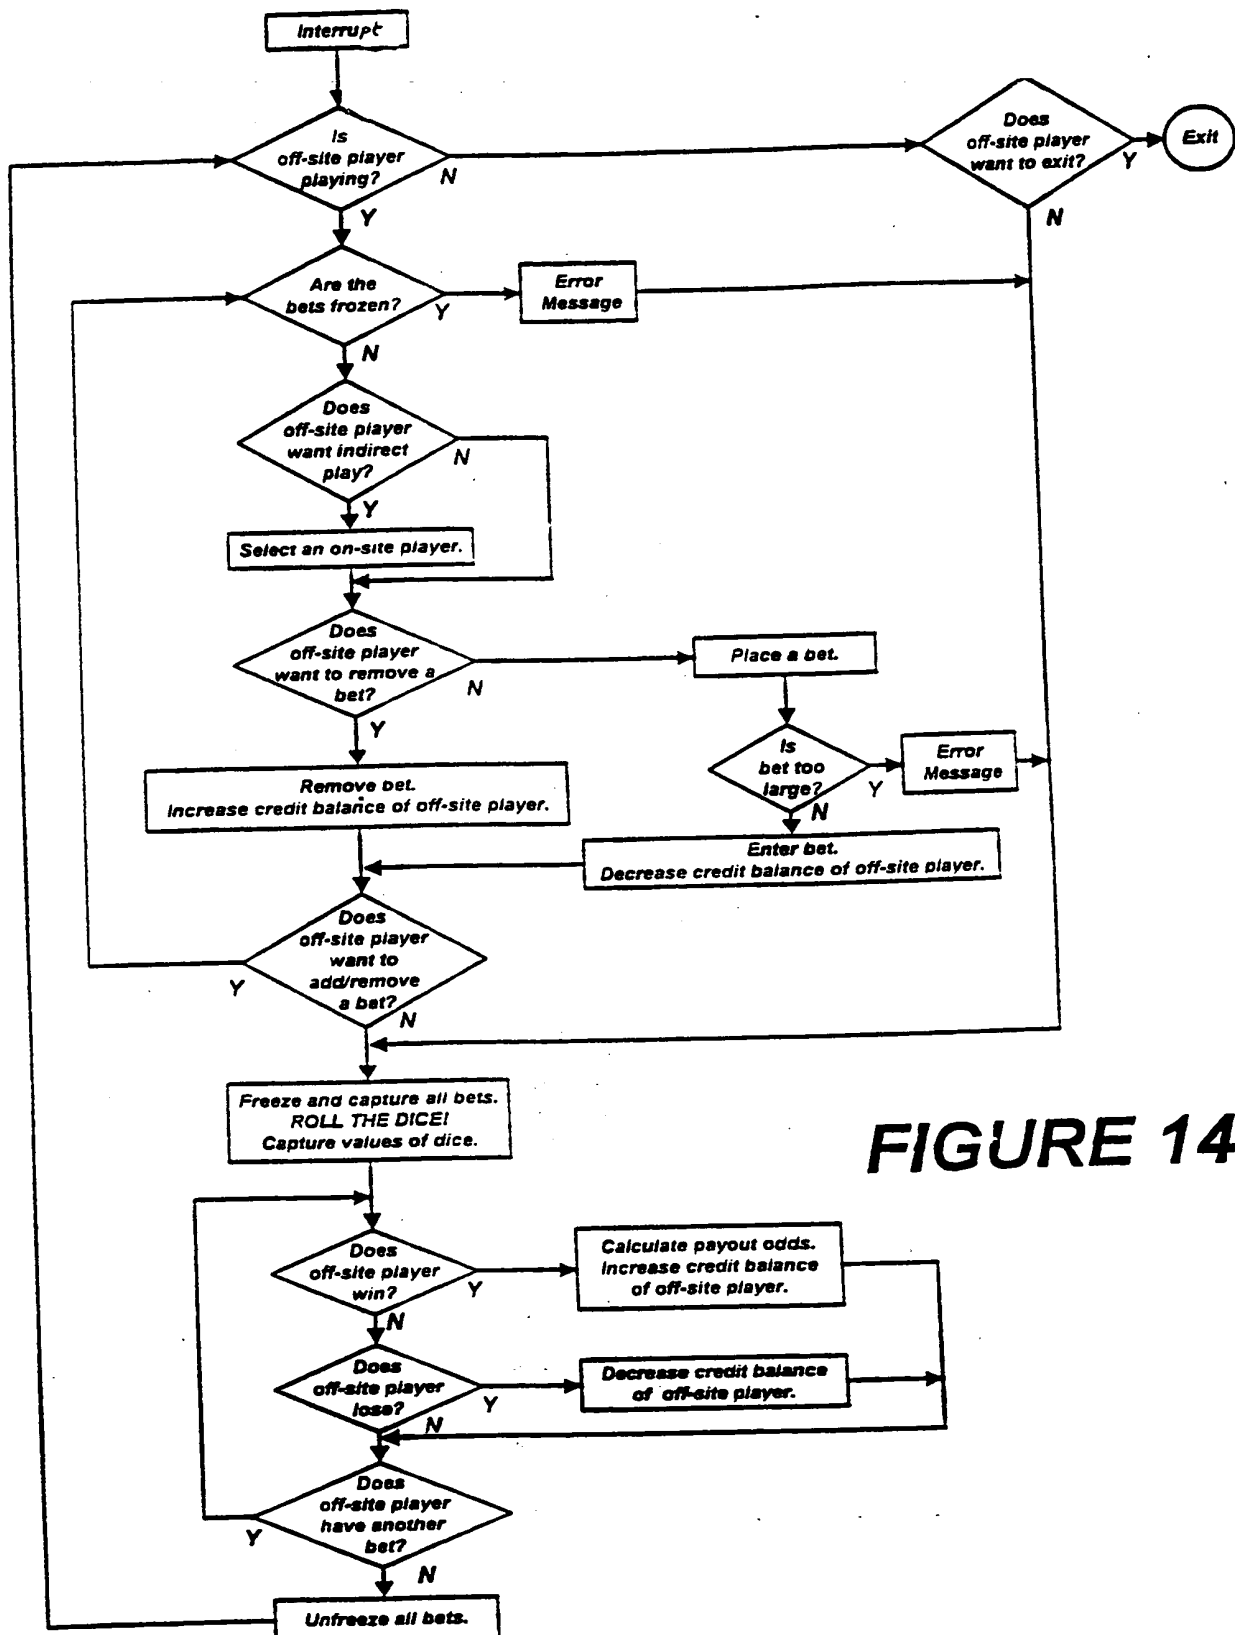 Interrupt
Is
off-site player
playing?
N
Y
Does
off-site player
want to exit?
Y
N
Exit
Are the
bets frozen?
Y
N
Error
Message
Does
off-site player
want indirect
play?
N
Y
Select an on-site player.
Does
off-site player
want to remove a
bet?
N
Y
Place a bet.
Is
bet too
large?
Y
N
Error
Message
Remove bet.
Increase credit balance of off-site player.
Enter bet.
Decrease credit balance of off-site player.
Does
off-site player
want to
add/remove
a bet?
Y
N
Freeze and capture all bets.
ROLL THE DICE!
Capture values of dice.
FIGURE 14
Does
off-site player
win?
Y
N
Calculate payout odds.
Increase credit balance
of off-site player.
Does
off-site player
lose?
Y
N
Decrease credit balance
of off-site player.
Does
off-site player
have another
bet?
Y
N
Unfreeze all bets.